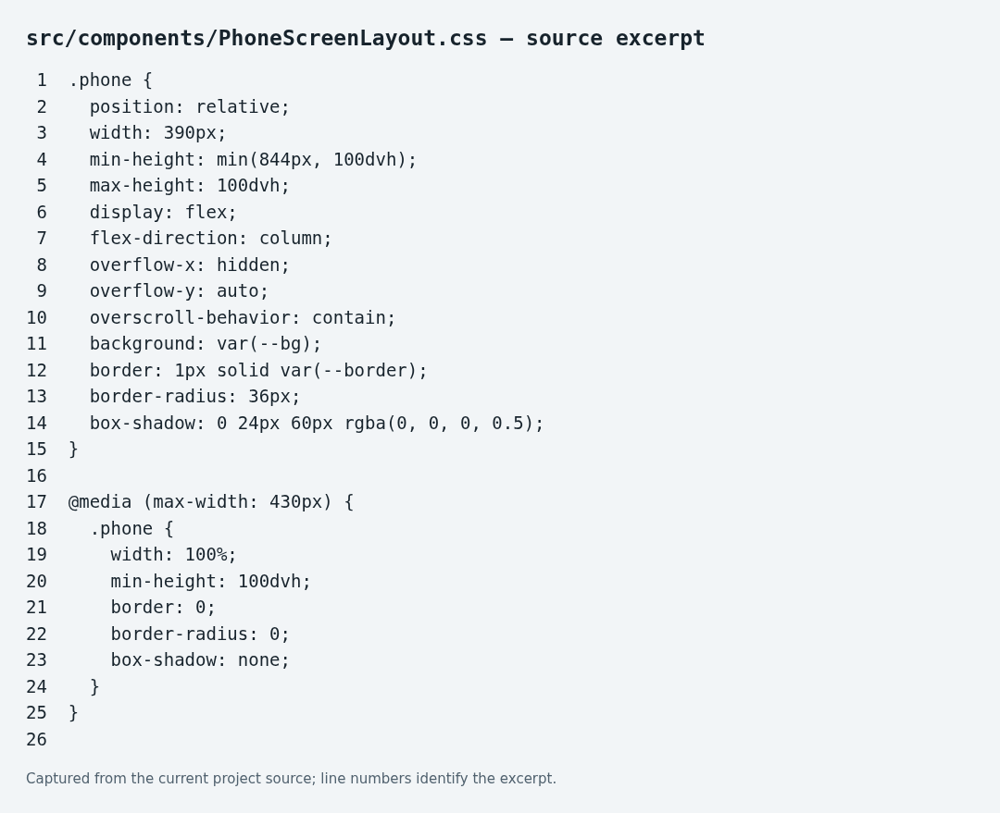 src/components/PhoneScreenLayout.css — source excerpt
1 .phone {
2   position: relative;
3   width: 390px;
4   min-height: min(844px, 100dvh);
5   max-height: 100dvh;
6   display: flex;
7   flex-direction: column;
8   overflow-x: hidden;
9   overflow-y: auto;
10   overscroll-behavior: contain;
11   background: var(--bg);
12   border: 1px solid var(--border);
13   border-radius: 36px;
14   box-shadow: 0 24px 60px rgba(0, 0, 0, 0.5);
15 }
16
17 @media (max-width: 430px) {
18   .phone {
19     width: 100%;
20     min-height: 100dvh;
21     border: 0;
22     border-radius: 0;
23     box-shadow: none;
24   }
25 }
26
Captured from the current project source; line numbers identify the excerpt.